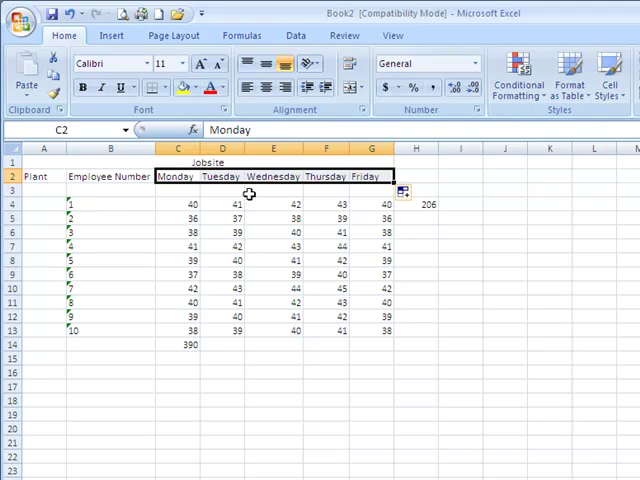 Book2 [Compatibility Mode] - Microsoft Excel
Home Insert Page Layout Formulas Data Review View
Paste
Calibri 11 A A General
B I U A $ % , .00 .00
Conditional Formatting
Format as Table
Cell Styles
Clipboard Font Alignment Number Styles
C2 fx Monday
A B C D E F G H I J K L M
1 Jobsite
2 Plant Employee Number Monday Tuesday Wednesday Thursday Friday
3
4 1 40 41 42 43 40 206
5 2 36 37 38 39 36
6 3 38 39 40 41 38
7 4 41 42 43 44 41
8 5 39 40 41 42 39
9 6 37 38 39 40 37
10 7 42 43 44 45 42
11 8 40 41 42 43 40
12 9 39 40 41 42 39
13 10 38 39 40 41 38
14 390
15
16
17
18
19
20
21
22
23